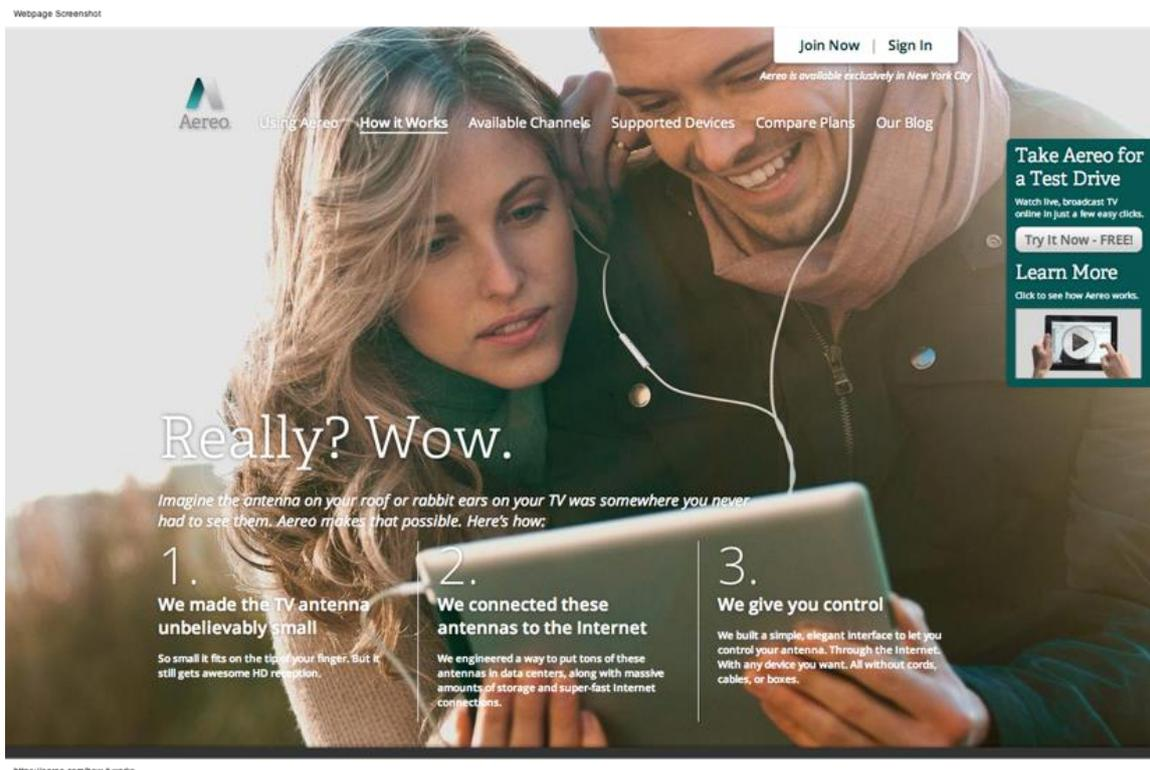 Webpage Screenshot
Join Now | Sign In
Aereo is available exclusively in New York City
Aereo.
Using Aereo How it Works Available Channels Supported Devices Compare Plans Our Blog
Take Aereo for
a Test Drive
Watch live, broadcast TV
online in just a few easy clicks.
Try It Now - FREE!
Learn More
Click to see how Aereo works.
Really? Wow.
Imagine the antenna on your roof or rabbit ears on your TV was somewhere you never
had to see them. Aereo makes that possible. Here's how:
1.
We made the TV antenna
unbelievably small
So small it fits on the tip of your finger. But it
still gets awesome HD reception.
2.
We connected these
antennas to the Internet
We engineered a way to put tons of these
antennas in data centers, along with massive
amounts of storage and super-fast Internet
connections.
3.
We give you control
We built a simple, elegant interface to let you
control your antenna. Through the Internet.
With any device you want. All without cords,
cables, or boxes.